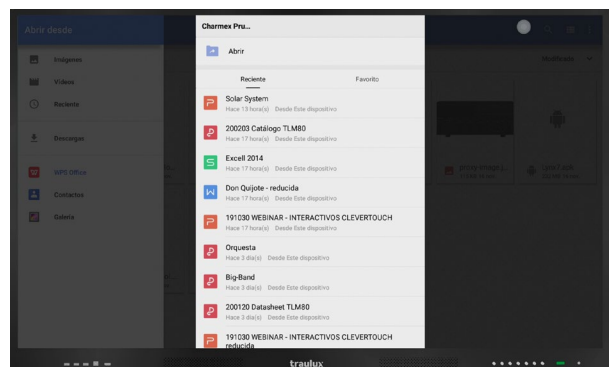 Abrir desde
Imágenes
Vídeos
Reciente
Descargas
WPS Office
Contactos
Galería
Charmex Pru...
Abrir
Reciente
Favorito
Solar System
Hace 13 hora(s) Desde Este dispositivo
200203 Catálogo TLM80
Hace 17 hora(s) Desde Este dispositivo
Excell 2014
Hace 17 hora(s) Desde Este dispositivo
Don Quijote - reducida
Hace 17 hora(s) Desde Este dispositivo
191030 WEBINAR - INTERACTIVOS CLEVERTOUCH
Hace 17 hora(s) Desde Este dispositivo
Orquesta
Hace 3 día(s) Desde Este dispositivo
Big-Band
Hace 3 día(s) Desde Este dispositivo
200120 Datasheet TLM80
Hace 3 día(s) Desde Este dispositivo
191030 WEBINAR - INTERACTIVOS CLEVERTOUCH
reducida
traulux